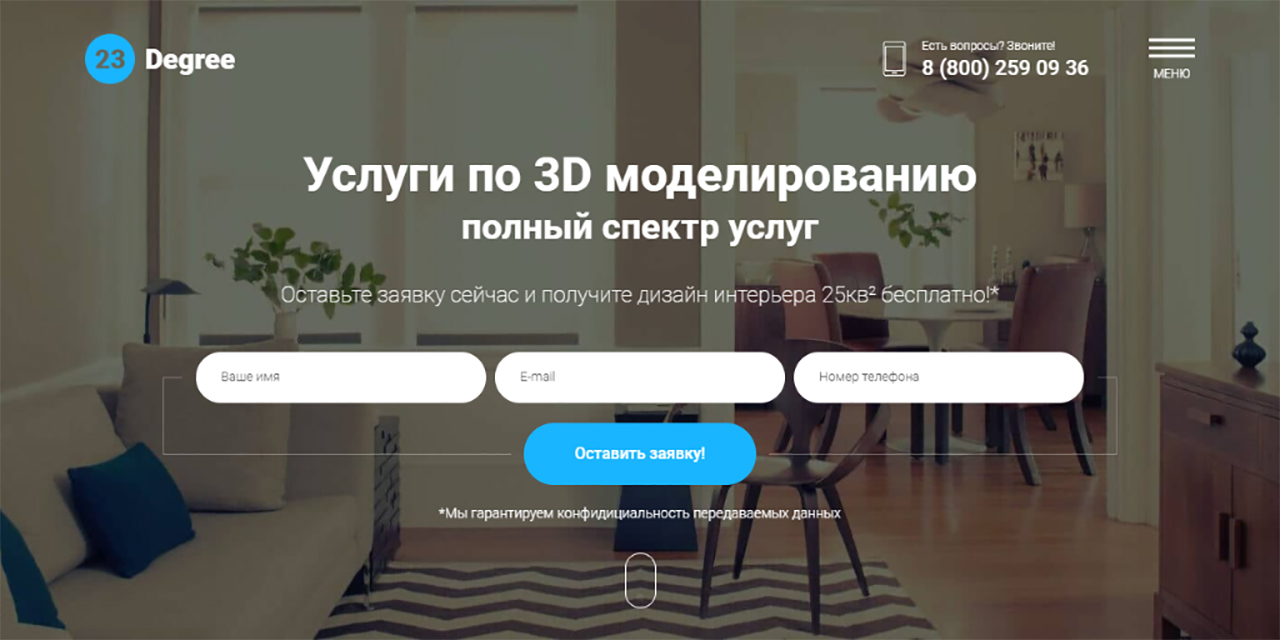 23 Degree
Есть вопросы? Звоните!
8 (800) 259 09 36
МЕНЮ
Услуги по 3D моделированию
полный спектр услуг
Оставьте заявку сейчас и получите дизайн интерьера 25кв² бесплатно!*
Ваше имя
E-mail
Номер телефона
Оставить заявку!
*Мы гарантируем конфидициальность передаваемых данных